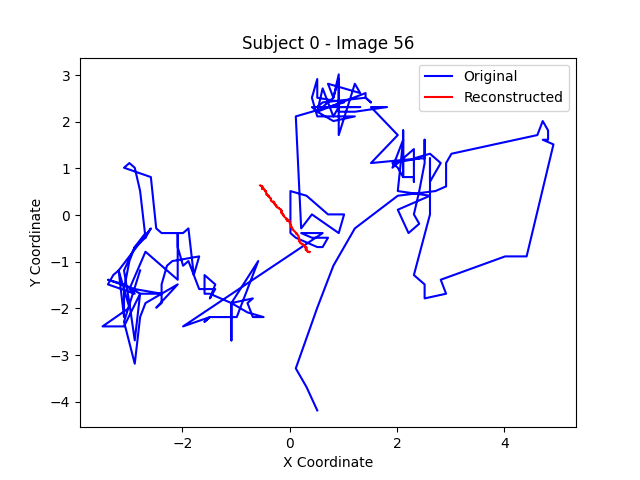 Subject 0 - Image 56
Original
Reconstructed
3
2
1
0
−1
−2
−3
−4
Y Coordinate
−2
0
2
4
X Coordinate